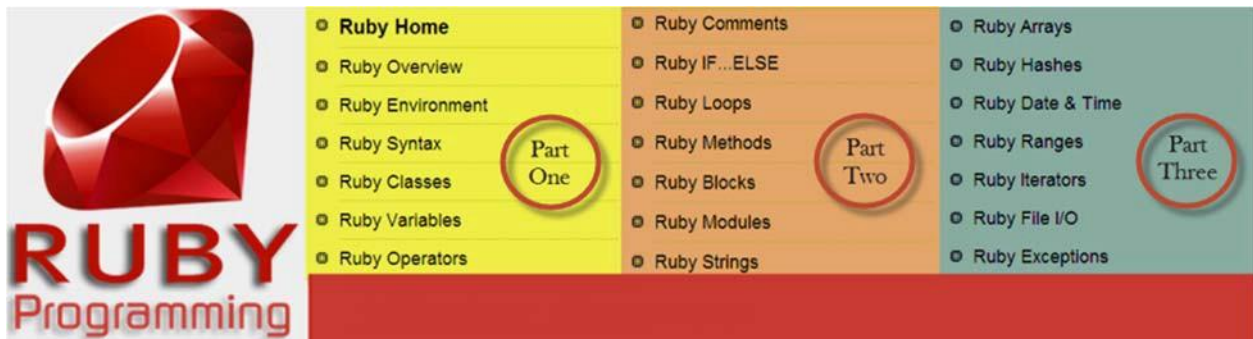 RUBY
Programming
Ruby Home
Ruby Overview
Ruby Environment
Ruby Syntax
Ruby Classes
Ruby Variables
Ruby Operators
Part
One
Ruby Comments
Ruby IF...ELSE
Ruby Loops
Ruby Methods
Ruby Blocks
Ruby Modules
Ruby Strings
Part
Two
Ruby Arrays
Ruby Hashes
Ruby Date & Time
Ruby Ranges
Ruby Iterators
Ruby File I/O
Ruby Exceptions
Part
Three